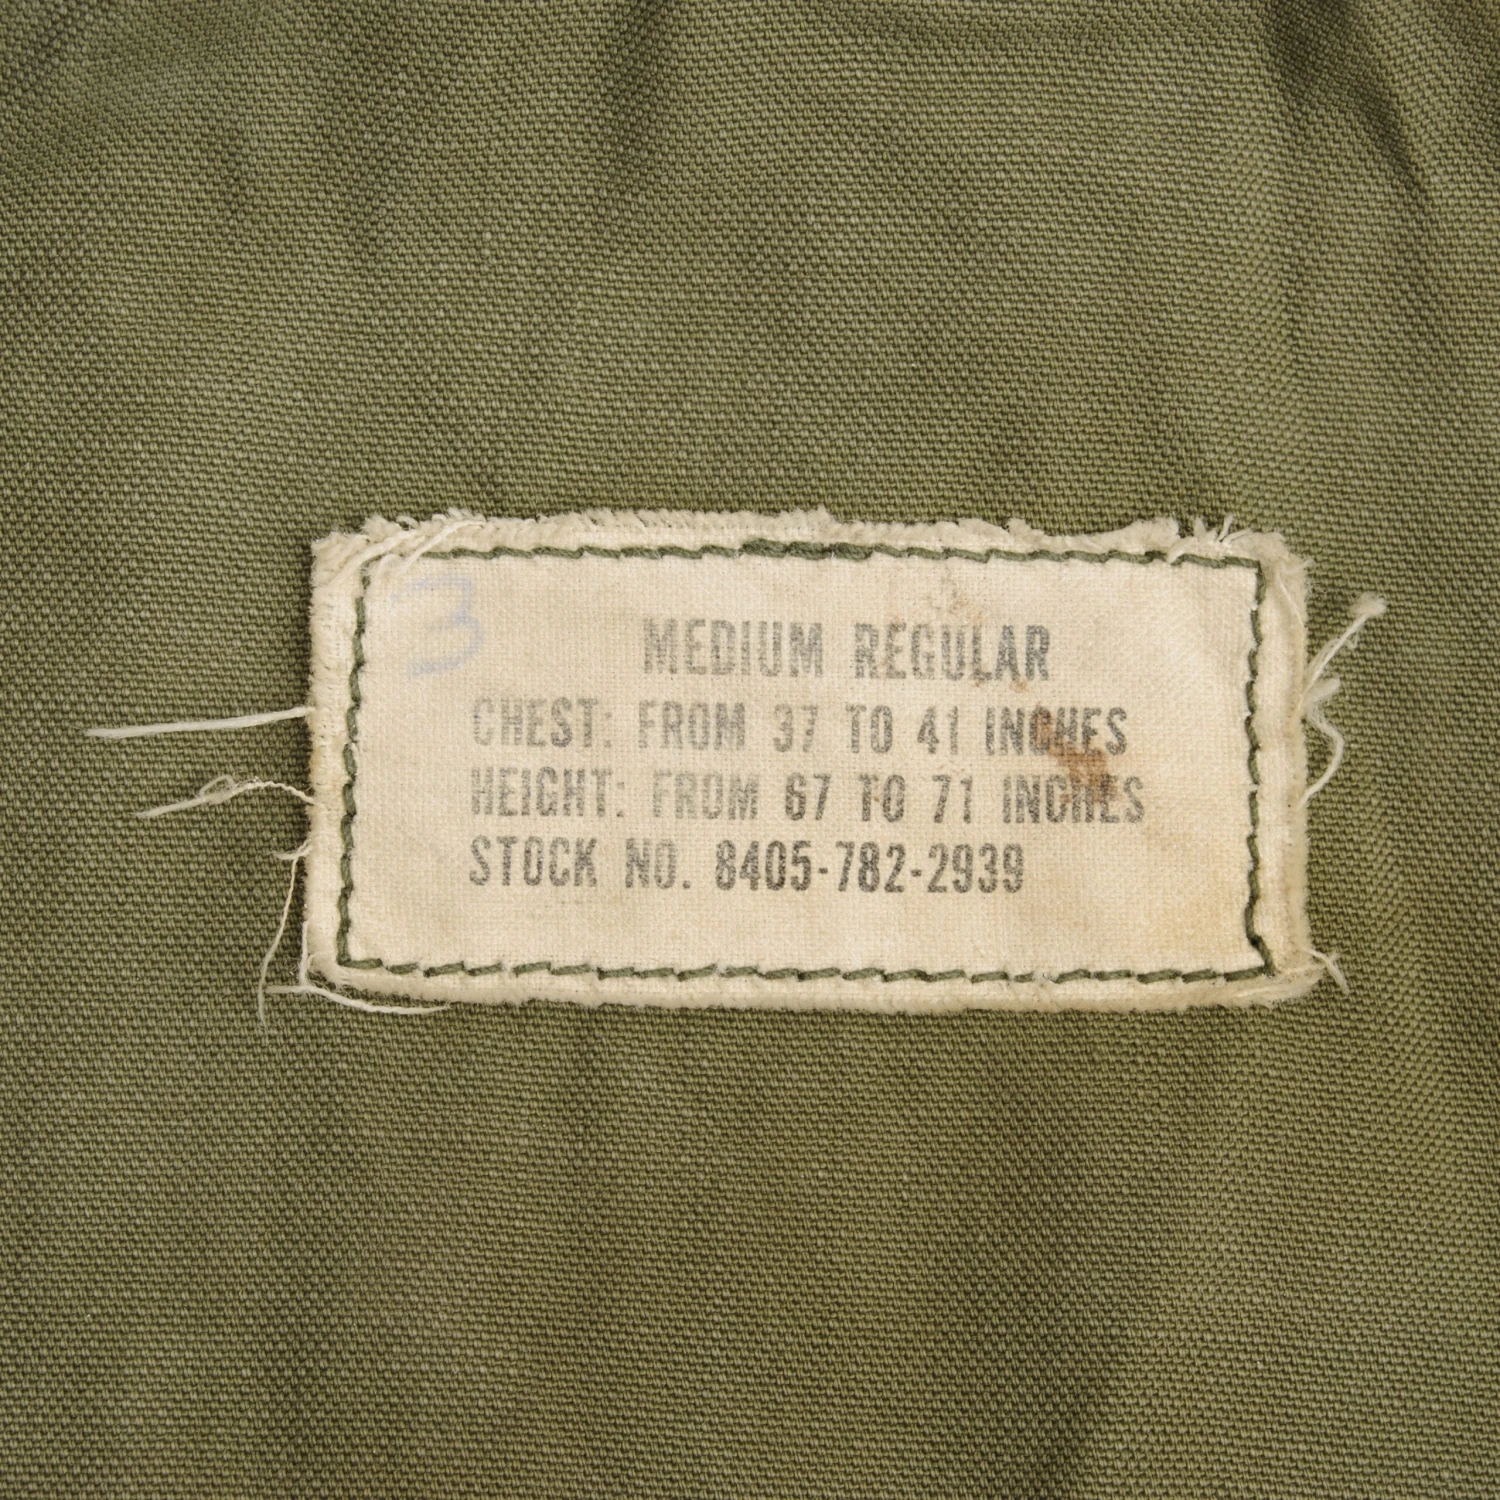 3
MEDIUM REGULAR
CHEST: FROM 37 TO 41 INCHES
HEIGHT: FROM 67 TO 71 INCHES
STOCK NO. 8405-782-2939